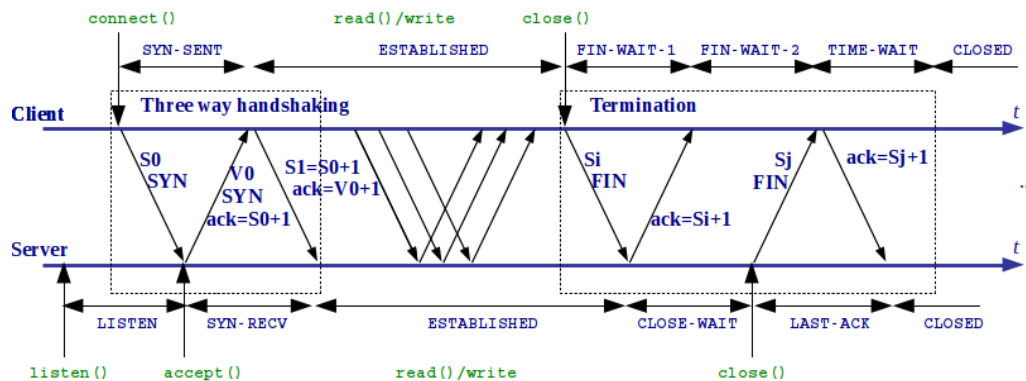 connect() read()/write close()
SYN-SENT ESTABLISHED FIN-WAIT-1 FIN-WAIT-2 TIME-WAIT CLOSED
Three way handshaking Termination
Client t
S0
SYN
V0
SYN
ack=S0+1
S1=S0+1
ack=V0+1
Si
FIN
ack=Si+1
Sj
FIN
ack=Sj+1
..
Server t
LISTEN SYN-RECV ESTABLISHED CLOSE-WAIT LAST-ACK CLOSED
listen() accept() read()/write close()